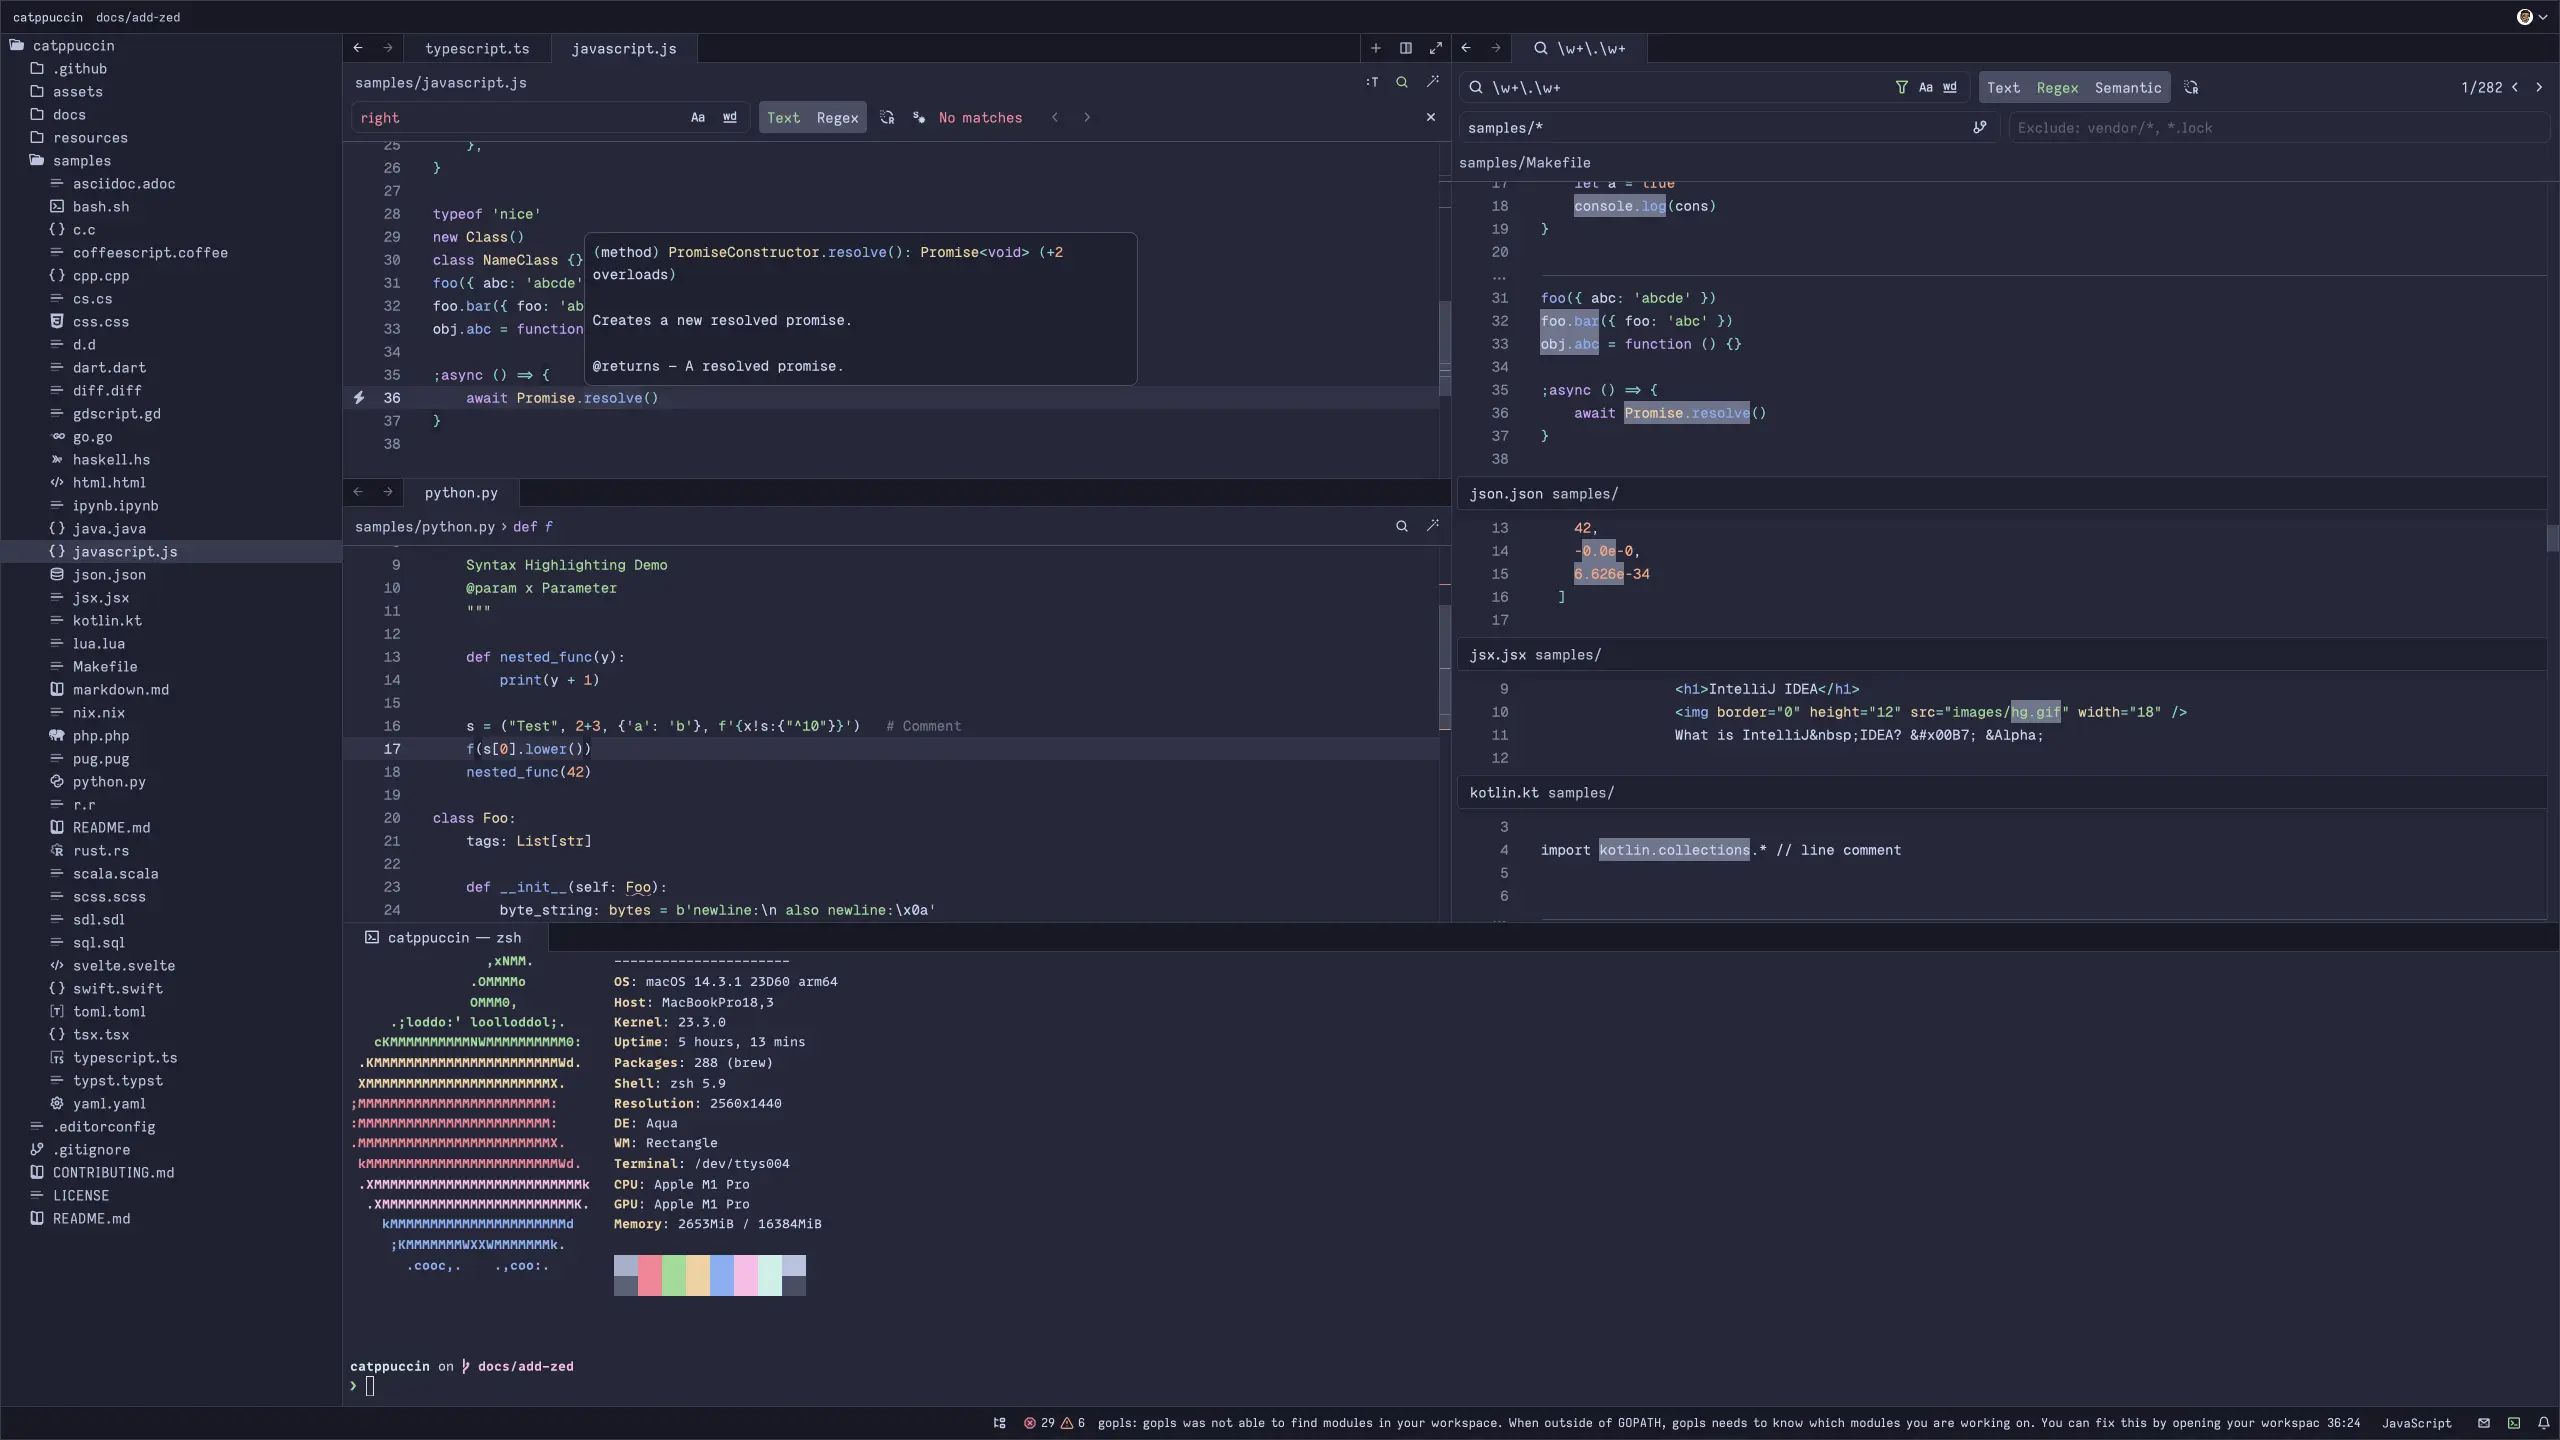 catppuccin docs/add-zed
catppuccin
.github
assets
docs
resources
samples
asciidoc.adoc
bash.sh
c.c
coffeescript.coffee
cpp.cpp
cs.cs
css.css
d.d
dart.dart
diff.diff
gdscript.gd
go.go
haskell.hs
html.html
ipynb.ipynb
java.java
javascript.js
json.json
jsx.jsx
kotlin.kt
lua.lua
Makefile
markdown.md
nix.nix
php.php
pug.pug
python.py
r.r
README.md
rust.rs
scala.scala
scss.scss
sdl.sdl
sql.sql
svelte.svelte
swift.swift
toml.toml
tsx.tsx
typescript.ts
typst.typst
yaml.yaml
.editorconfig
.gitignore
CONTRIBUTING.md
LICENSE
README.md
typescript.ts javascript.js
samples/javascript.js :T
right Aa wd Text Regex No matches
25 },
26 }
27
28 typeof 'nice'
29 new Class()
30 class NameClass {}
31 foo({ abc: 'abcde'
32 foo.bar({ foo: 'ab
33 obj.abc = function
34
35 ;async () ⇒ {
36 await Promise.resolve()
37 }
38
(method) PromiseConstructor.resolve(): Promise<void> (+2
overloads)
Creates a new resolved promise.
@returns — A resolved promise.
python.py
samples/python.py › def f
9 Syntax Highlighting Demo
10 @param x Parameter
11 """
12
13 def nested_func(y):
14 print(y + 1)
15
16 s = ("Test", 2+3, {'a': 'b'}, f'{x!s:{"^10"}}') # Comment
17 f(s[0].lower())
18 nested_func(42)
19
20 class Foo:
21 tags: List[str]
22
23 def __init__(self: Foo):
24 byte_string: bytes = b'newline:\n also newline:\x0a'
\w+\.\w+
\w+\.\w+ Aa wd Text Regex Semantic 1/282
samples/* Exclude: vendor/*, *.lock
samples/Makefile
17 let a = true
18 console.log(cons)
19 }
20
...
31 foo({ abc: 'abcde' })
32 foo.bar({ foo: 'abc' })
33 obj.abc = function () {}
34
35 ;async () ⇒ {
36 await Promise.resolve()
37 }
38
json.json samples/
13 42,
14 -0.0e-0,
15 6.626e-34
16 ]
17
jsx.jsx samples/
9 <h1>IntelliJ IDEA</h1>
10 <img border="0" height="12" src="images/hg.gif" width="18" />
11 What is IntelliJ&nbsp;IDEA? &#x00B7; &Alpha;
12
kotlin.kt samples/
3
4 import kotlin.collections.* // line comment
5
6
catppuccin — zsh
,xNMM. ----------------------
.OMMMMo OS: macOS 14.3.1 23D60 arm64
OMMM0, Host: MacBookPro18,3
.;loddo:' loolloddol;. Kernel: 23.3.0
cKMMMMMMMMMMNWMMMMMMMMMM0: Uptime: 5 hours, 13 mins
.KMMMMMMMMMMMMMMMMMMMMMMMWd. Packages: 288 (brew)
XMMMMMMMMMMMMMMMMMMMMMMMX. Shell: zsh 5.9
;MMMMMMMMMMMMMMMMMMMMMMMM: Resolution: 2560x1440
:MMMMMMMMMMMMMMMMMMMMMMMM: DE: Aqua
.MMMMMMMMMMMMMMMMMMMMMMMMX. WM: Rectangle
kMMMMMMMMMMMMMMMMMMMMMMMMWd. Terminal: /dev/ttys004
.XMMMMMMMMMMMMMMMMMMMMMMMMMMk CPU: Apple M1 Pro
.XMMMMMMMMMMMMMMMMMMMMMMMMK. GPU: Apple M1 Pro
kMMMMMMMMMMMMMMMMMMMMMMd Memory: 2653MiB / 16384MiB
;KMMMMMMMWXXWMMMMMMMk.
.cooc,. .,coo:.
catppuccin on docs/add-zed
❯
29 6 gopls: gopls was not able to find modules in your workspace. When outside of GOPATH, gopls needs to know which modules you are working on. You can fix this by opening your workspac 36:24 JavaScript